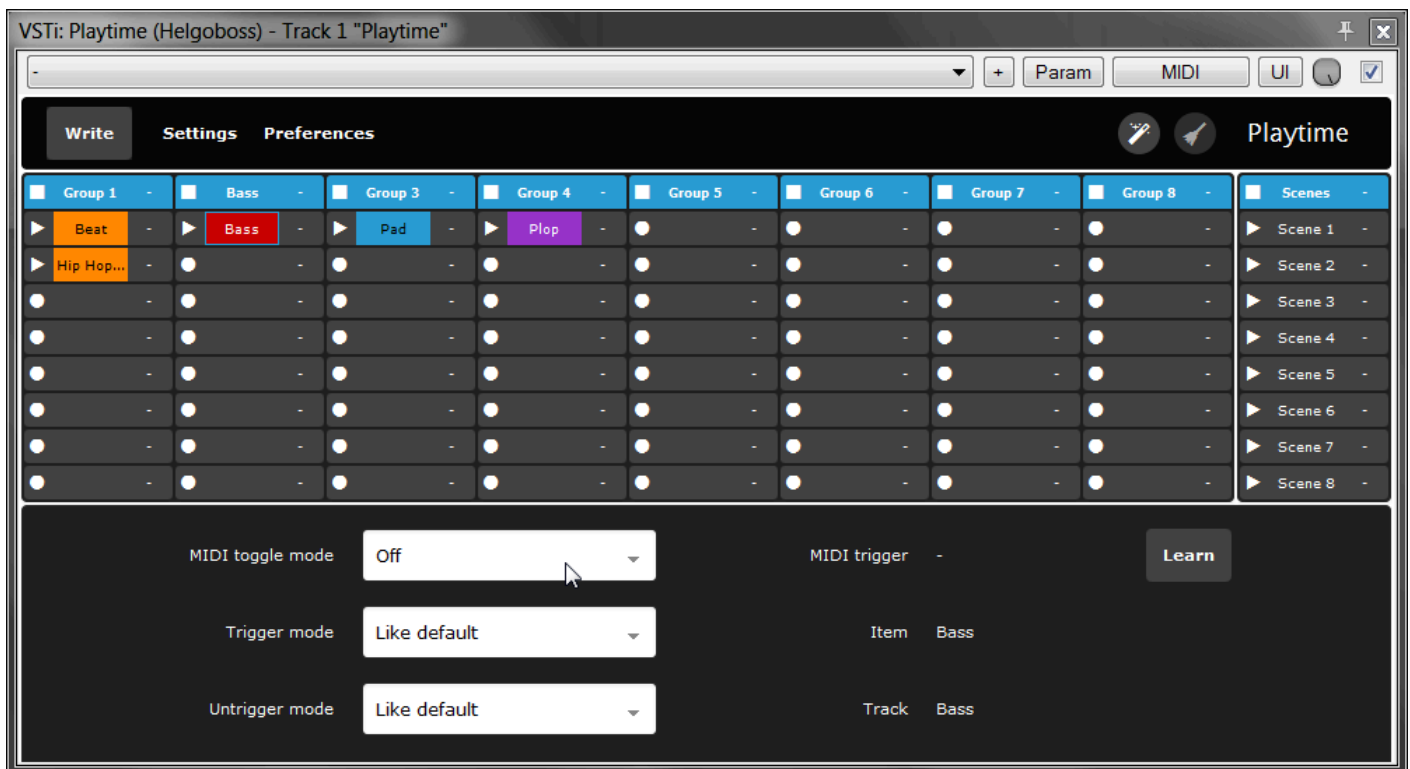 VSTi: Playtime (Helgoboss) - Track 1 "Playtime"
- + Param MIDI UI
Write Settings Preferences Playtime
Group 1 - Bass - Group 3 - Group 4 - Group 5 - Group 6 - Group 7 - Group 8 - Scenes -
Beat - Bass - Pad - Plop - - - - - Scene 1 -
Hip Hop... - - - - - - - - Scene 2 -
- - - - - - - - Scene 3 -
- - - - - - - - Scene 4 -
- - - - - - - - Scene 5 -
- - - - - - - - Scene 6 -
- - - - - - - - Scene 7 -
- - - - - - - - Scene 8 -
MIDI toggle mode Off MIDI trigger - Learn
Trigger mode Like default Item Bass
Untrigger mode Like default Track Bass